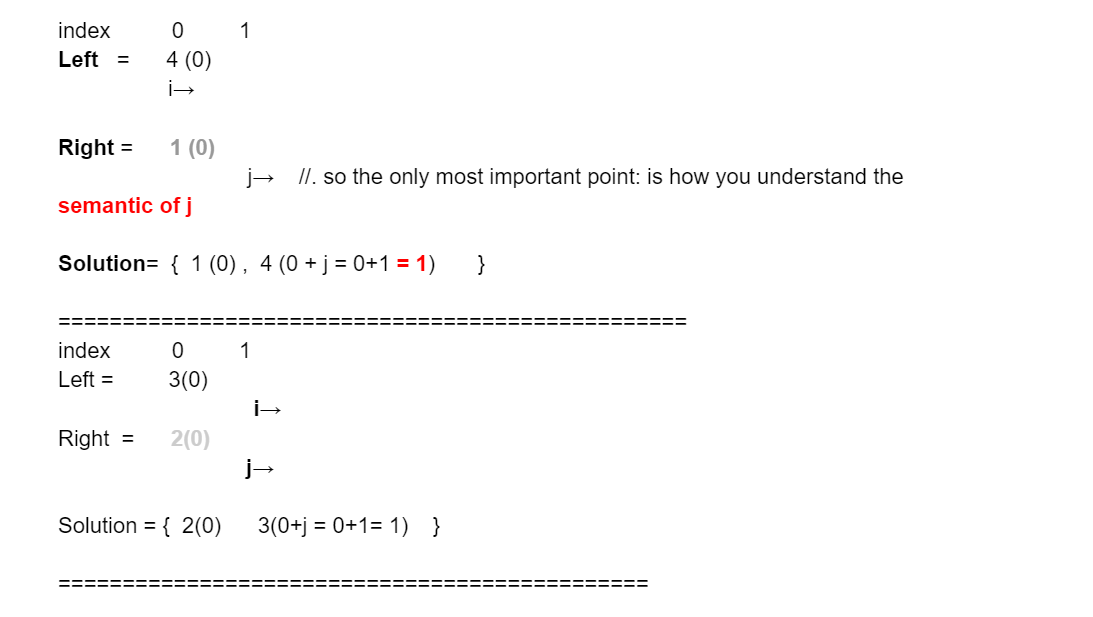 index 0 1
Left = 4 (0)
i→
Right = 1 (0)
j→ //. so the only most important point: is how you understand the
semantic of j
Solution= { 1 (0) , 4 (0 + j = 0+1 = 1) }
=================================================
index 0 1
Left = 3(0)
i→
Right = 2(0)
j→
Solution = { 2(0) 3(0+j = 0+1= 1) }
==============================================